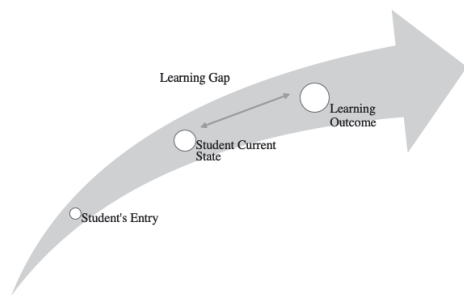 Learning Gap
Learning
Outcome
Student Current
State
Student's Entry